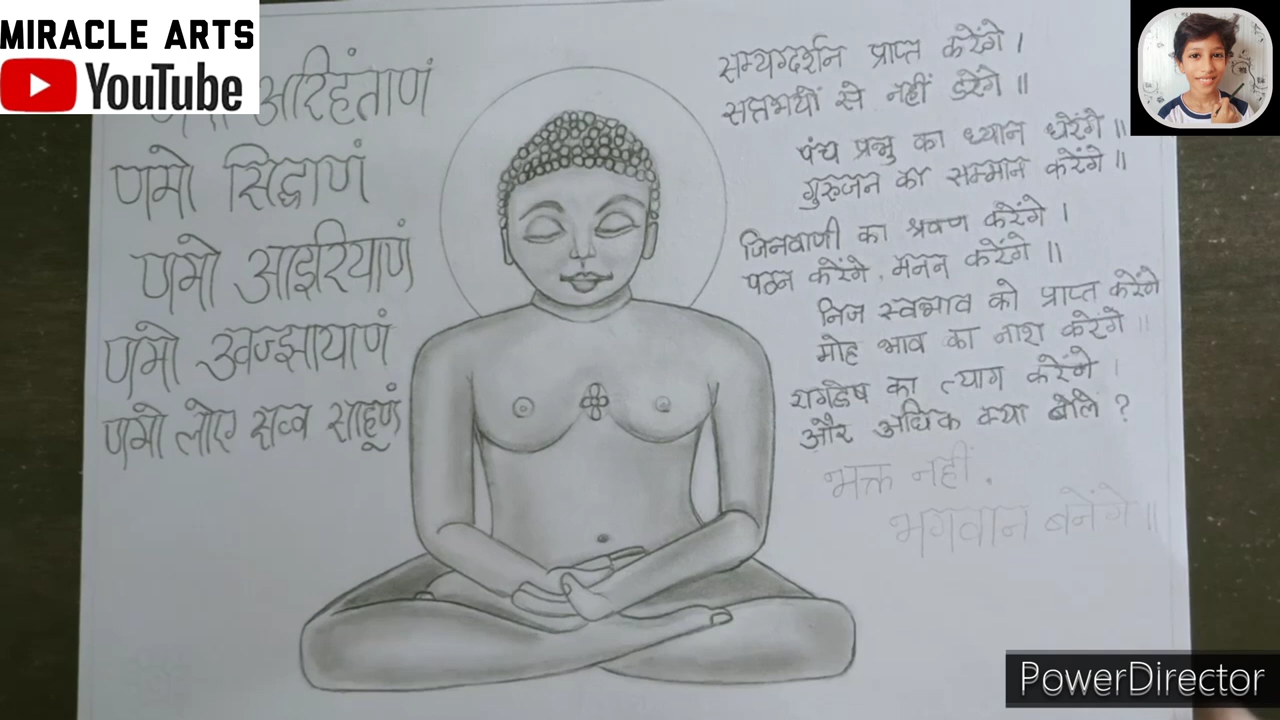 MIRACLE ARTS
YouTube
अरिहंताणं
णमो सिद्धाणं
णमो आइरियाणं
णमो उवज्झायाणं
णमो लोए सव्व साहूणं
सम्यग्दर्शन प्राप्त करेंगे ।
सप्तभयों से नहीं डरेंगे ॥
पंच प्रभु का ध्यान धरेंगे ॥
गुरुजन का सम्मान करेंगे ॥
जिनवाणी का श्रवण करेंगे ।
पठन करेंगे, मनन करेंगे ॥
निज स्वभाव को प्राप्त करेंगे
मोह भाव का नाश करेंगे ॥
रागद्वेष का त्याग करेंगे ।
और अधिक क्या बोलें ?
भक्त नहीं,
भगवान बनेंगे ॥
PowerDirector